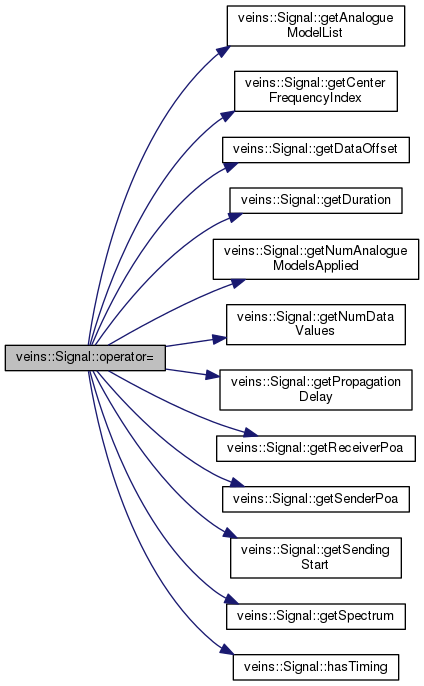 veins::Signal::getAnalogue
ModelList
veins::Signal::getCenter
FrequencyIndex
veins::Signal::getDataOffset
veins::Signal::getDuration
veins::Signal::getNumAnalogue
ModelsApplied
veins::Signal::getNumData
Values
veins::Signal::operator=
veins::Signal::getPropagation
Delay
veins::Signal::getReceiverPoa
veins::Signal::getSenderPoa
veins::Signal::getSending
Start
veins::Signal::getSpectrum
veins::Signal::hasTiming